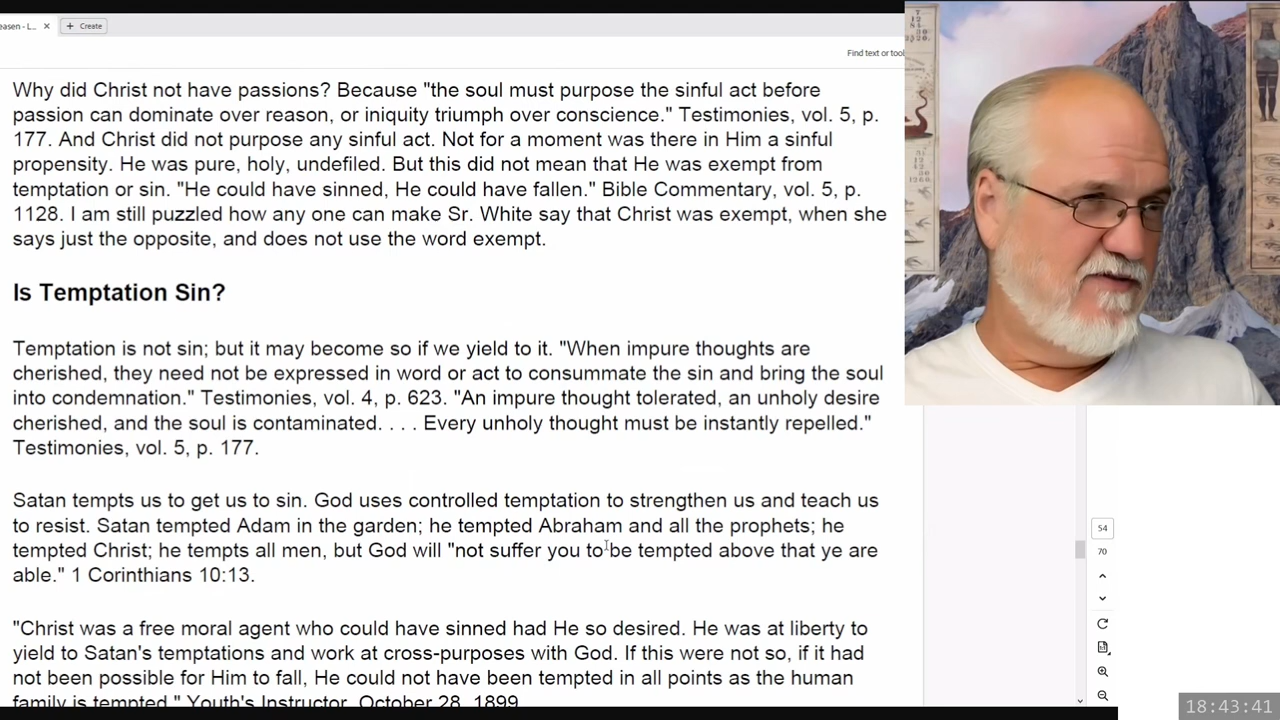 easen - L...
Create
Find text or tool
Why did Christ not have passions? Because "the soul must purpose the sinful act before
passion can dominate over reason, or iniquity triumph over conscience." Testimonies, vol. 5, p.
177. And Christ did not purpose any sinful act. Not for a moment was there in Him a sinful
propensity. He was pure, holy, undefiled. But this did not mean that He was exempt from
temptation or sin. "He could have sinned, He could have fallen." Bible Commentary, vol. 5, p.
1128. I am still puzzled how any one can make Sr. White say that Christ was exempt, when she
says just the opposite, and does not use the word exempt.
Is Temptation Sin?
Temptation is not sin; but it may become so if we yield to it. "When impure thoughts are
cherished, they need not be expressed in word or act to consummate the sin and bring the soul
into condemnation." Testimonies, vol. 4, p. 623. "An impure thought tolerated, an unholy desire
cherished, and the soul is contaminated. . . . Every unholy thought must be instantly repelled."
Testimonies, vol. 5, p. 177.
Satan tempts us to get us to sin. God uses controlled temptation to strengthen us and teach us
to resist. Satan tempted Adam in the garden; he tempted Abraham and all the prophets; he
tempted Christ; he tempts all men, but God will "not suffer you to be tempted above that ye are
able." 1 Corinthians 10:13.
"Christ was a free moral agent who could have sinned had He so desired. He was at liberty to
yield to Satan's temptations and work at cross-purposes with God. If this were not so, if it had
not been possible for Him to fall, He could not have been tempted in all points as the human
family is tempted." Youth's Instructor, October 28, 1899
54
70
18:43:41